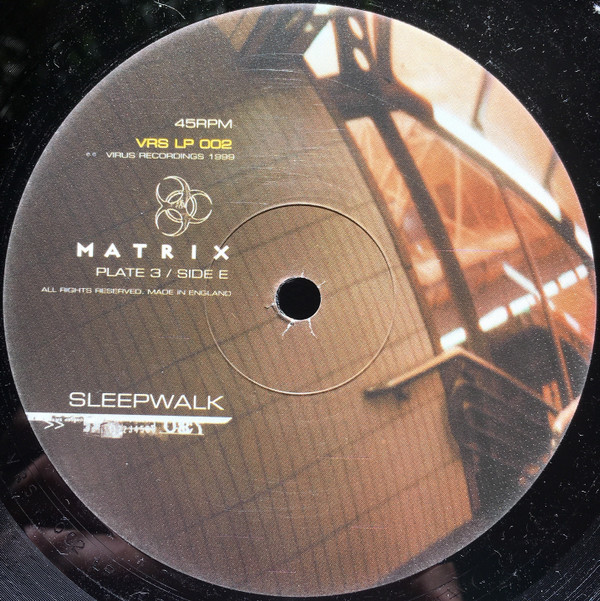 45RPM
VRS LP 002
VIRUS RECORDINGS 1999
MATRIX
PLATE 3 / SIDE E
ALL RIGHTS RESERVED. MADE IN ENGLAND
SLEEPWALK
>>